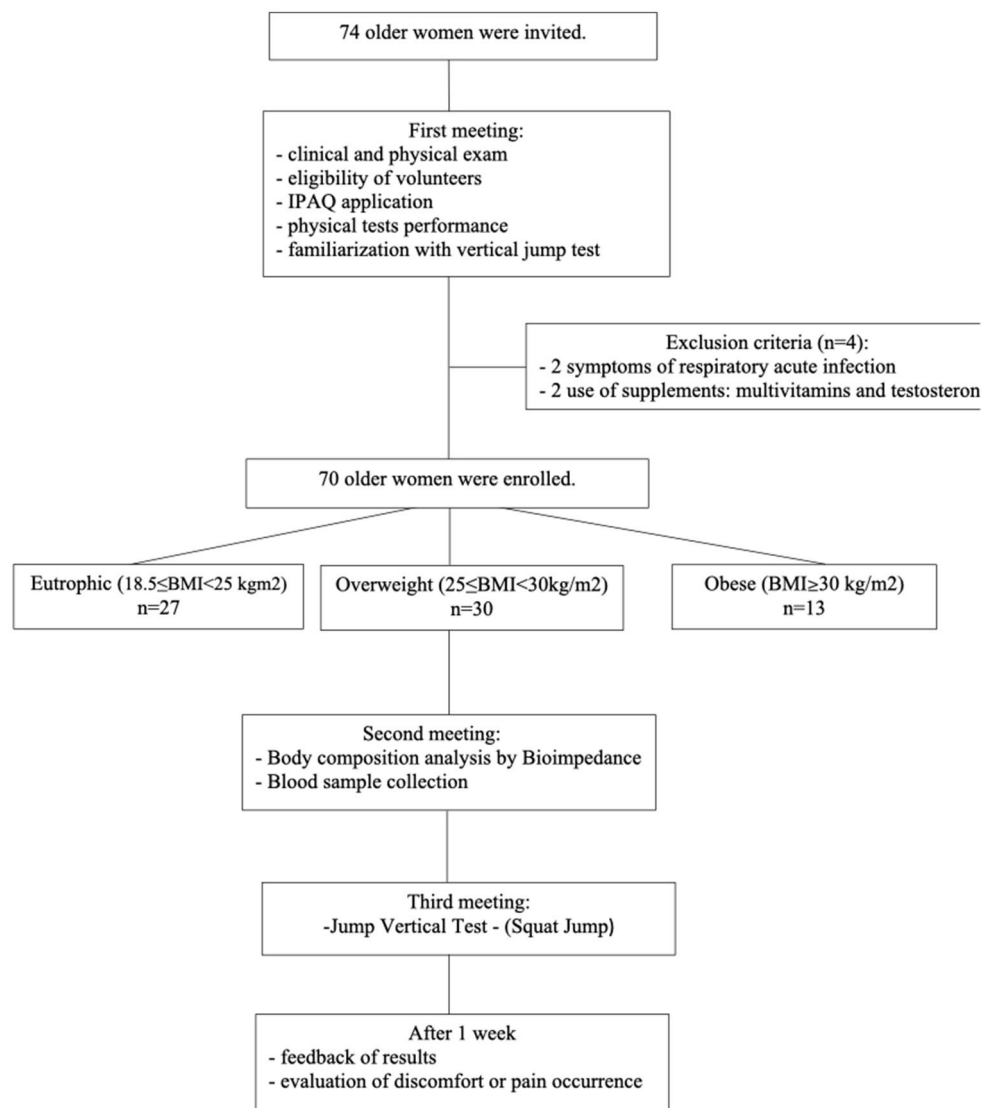 74 older women were invited.
First meeting:
- clinical and physical exam
- eligibility of volunteers
- IPAQ application
- physical tests performance
- familiarization with vertical jump test
Exclusion criteria (n=4):
- 2 symptoms of respiratory acute infection
- 2 use of supplements: multivitamins and testosteron
70 older women were enrolled.
Eutrophic (18.5≤BMI<25 kgm2)
n=27
Overweight (25≤BMI<30kg/m2)
n=30
Obese (BMI≥30 kg/m2)
n=13
Second meeting:
- Body composition analysis by Bioimpedance
- Blood sample collection
Third meeting:
-Jump Vertical Test - (Squat Jump)
After 1 week
- feedback of results
- evaluation of discomfort or pain occurrence